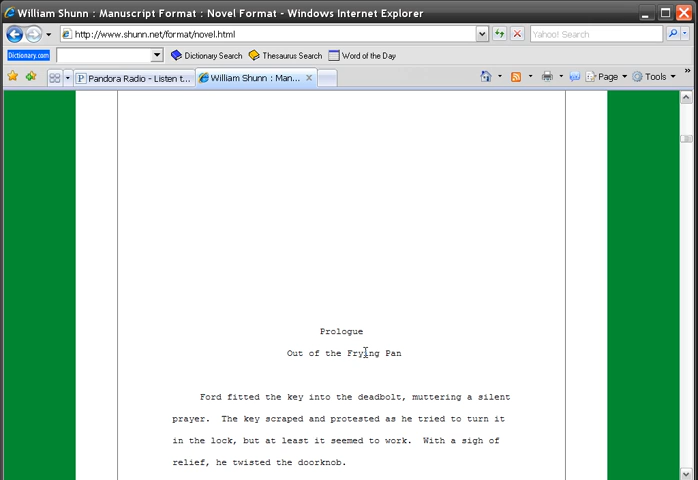 William Shunn : Manuscript Format : Novel Format - Windows Internet Explorer
http://www.shunn.net/format/novel.html
Yahoo! Search
Dictionary.com
Dictionary Search
Thesaurus Search
Word of the Day
Pandora Radio - Listen t...
William Shunn : Man...
Page
Tools
Prologue
Out of the Frying Pan
Ford fitted the key into the deadbolt, muttering a silent
prayer.  The key scraped and protested as he tried to turn it
in the lock, but at least it seemed to work.  With a sigh of
relief, he twisted the doorknob.